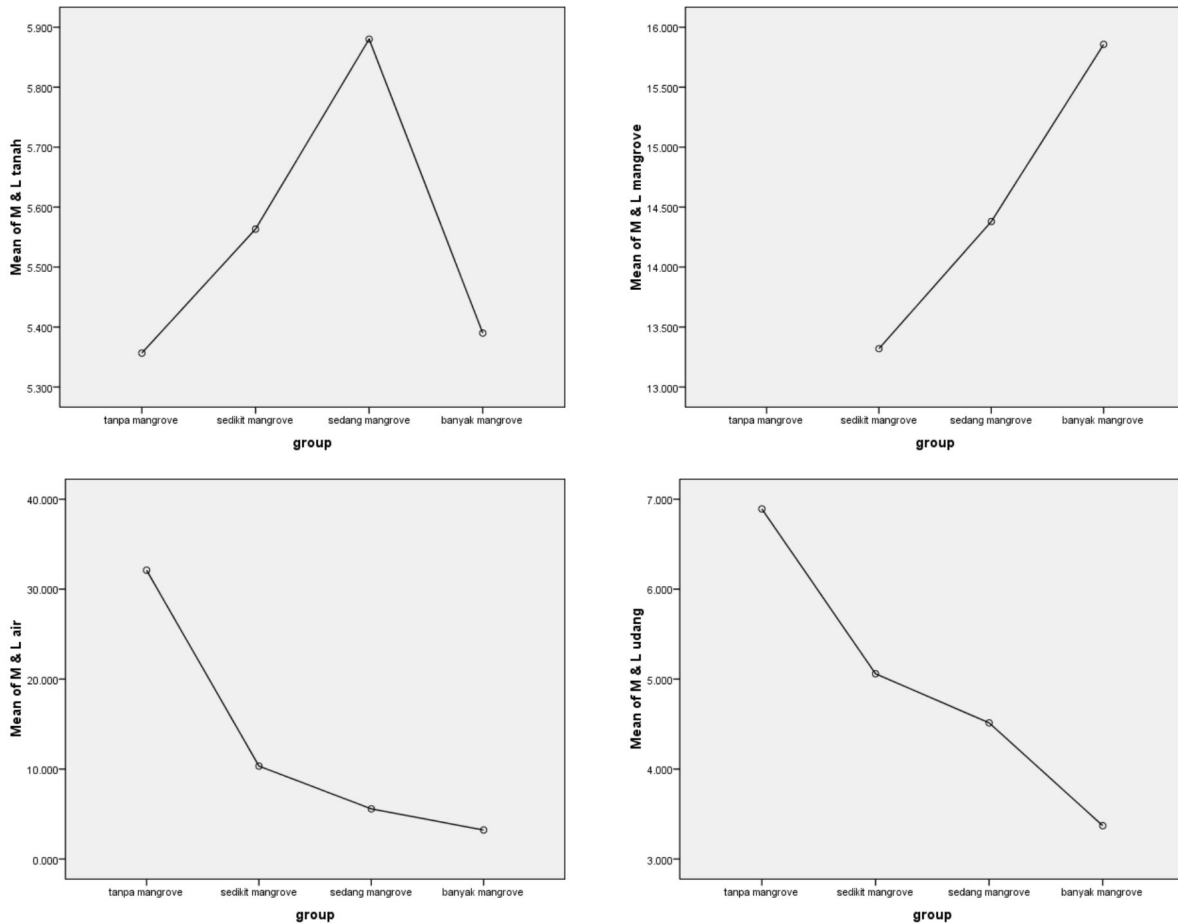 Mean of M & L tanah
5.900
5.800
5.700
5.600
5.500
5.400
5.300
tanpa mangrove sedikit mangrove sedang mangrove banyak mangrove
group
Mean of M & L mangrove
16.000
15.500
15.000
14.500
14.000
13.500
13.000
tanpa mangrove sedikit mangrove sedang mangrove banyak mangrove
group
Mean of M & L air
40.000
30.000
20.000
10.000
0.000
tanpa mangrove sedikit mangrove sedang mangrove banyak mangrove
group
Mean of M & L udang
7.000
6.000
5.000
4.000
3.000
tanpa mangrove sedikit mangrove sedang mangrove banyak mangrove
group